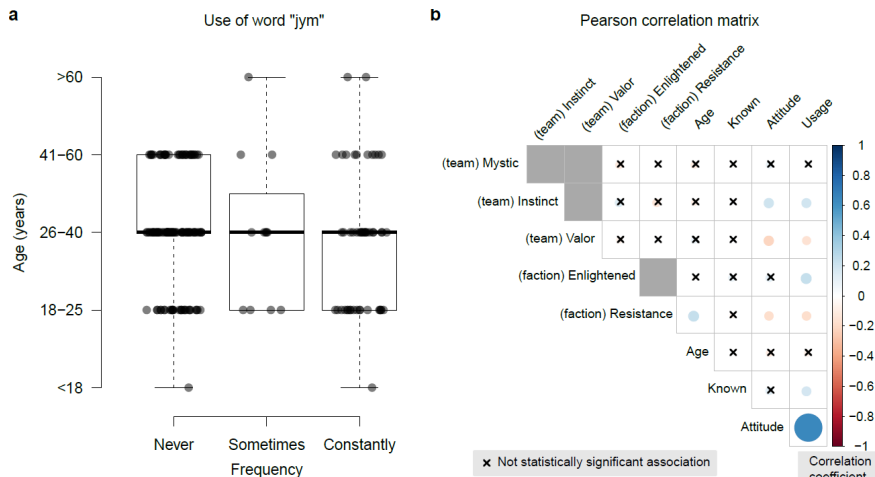 a
Use of word "jym"
Age (years)
>60
41−60
26−40
18−25
<18
Never
Sometimes
Constantly
Frequency
b
Pearson correlation matrix
(team) Instinct
(team) Valor
(faction) Enlightened
(faction) Resistance
Age
Known
Attitude
Usage
(team) Mystic
(team) Instinct
(team) Valor
(faction) Enlightened
(faction) Resistance
Age
Known
Attitude
1
0.8
0.6
0.4
0.2
0
−0.2
−0.4
−0.6
−0.8
−1
× Not statistically significant association
Correlation
coefficient